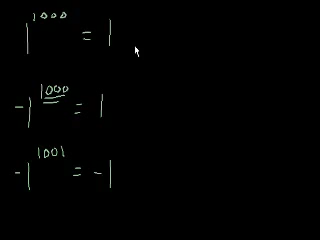 1^1000 = 1
-1^1000 = 1
-1^1001 = -1